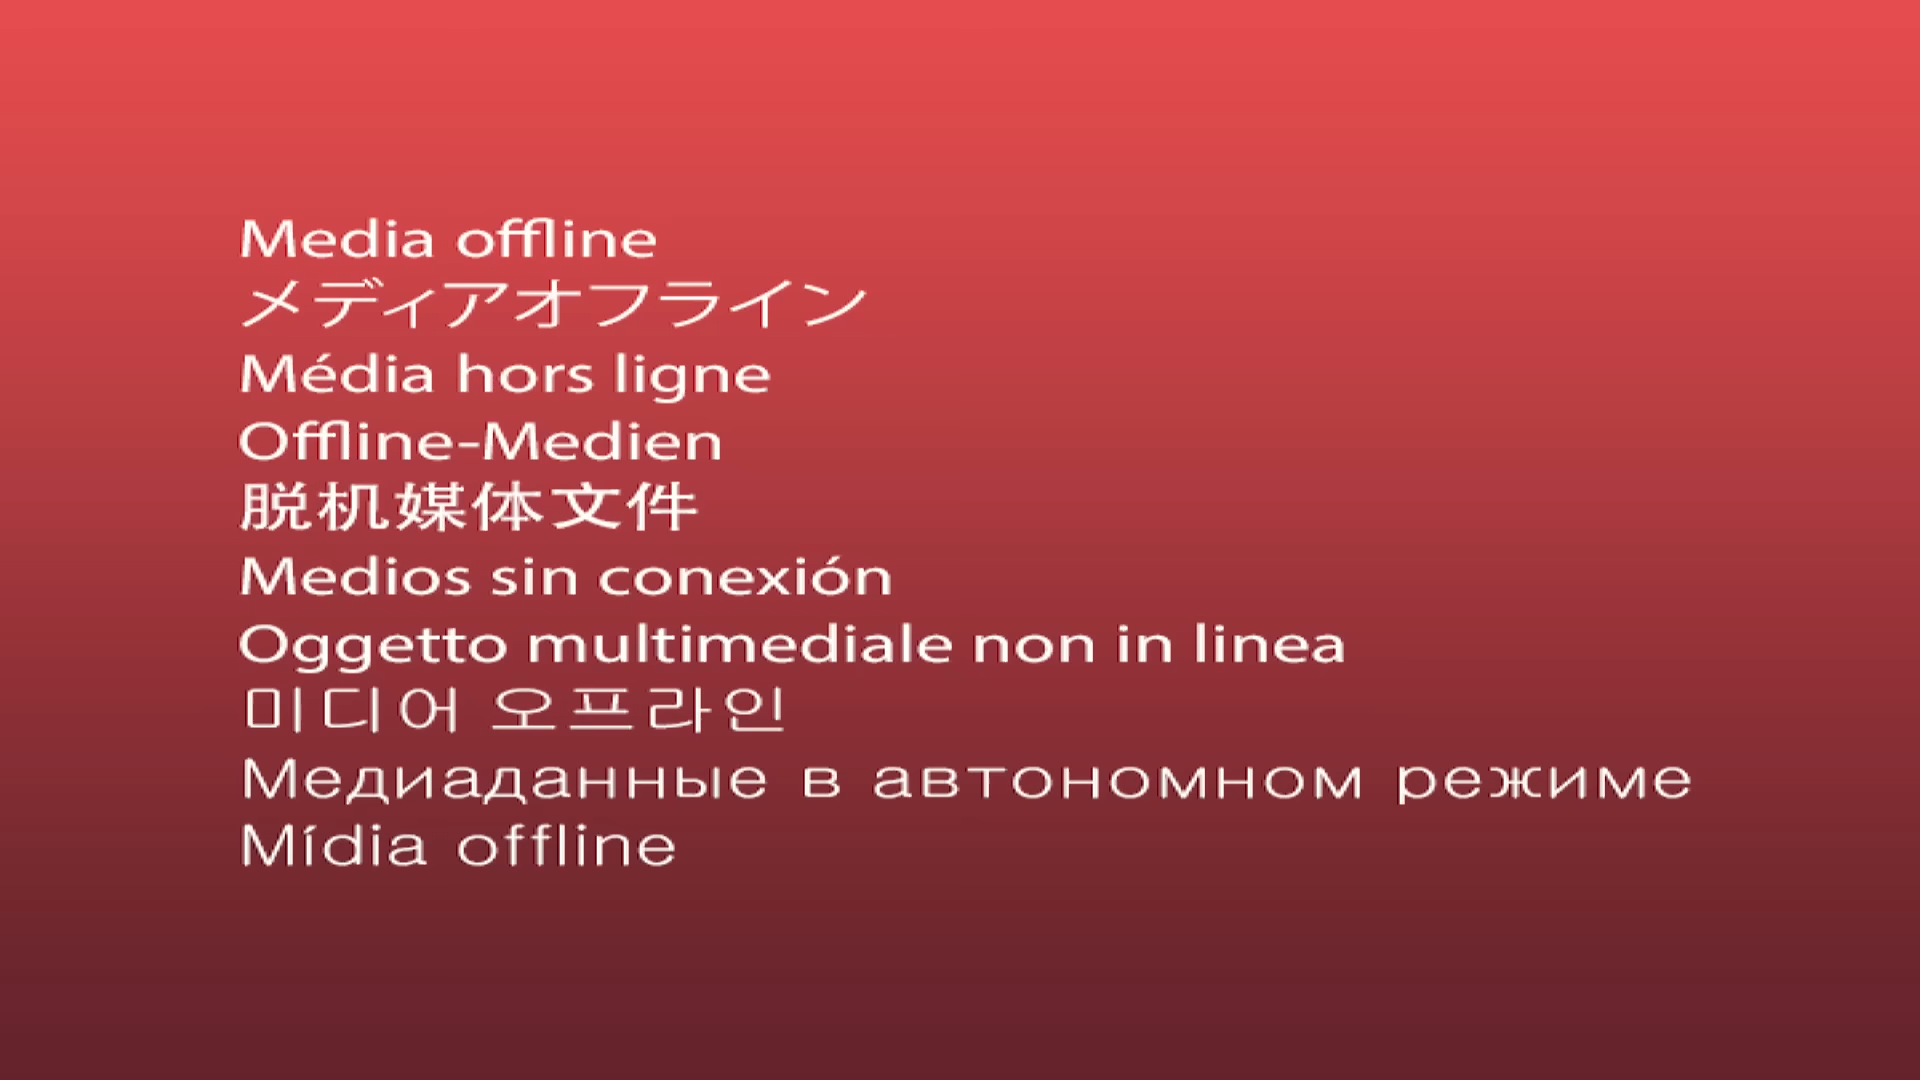 Media offline
メディアオフライン
Média hors ligne
Offline-Medien
脱机媒体文件
Medios sin conexión
Oggetto multimediale non in linea
미디어 오프라인
Медиаданные в автономном режиме
Mídia offline